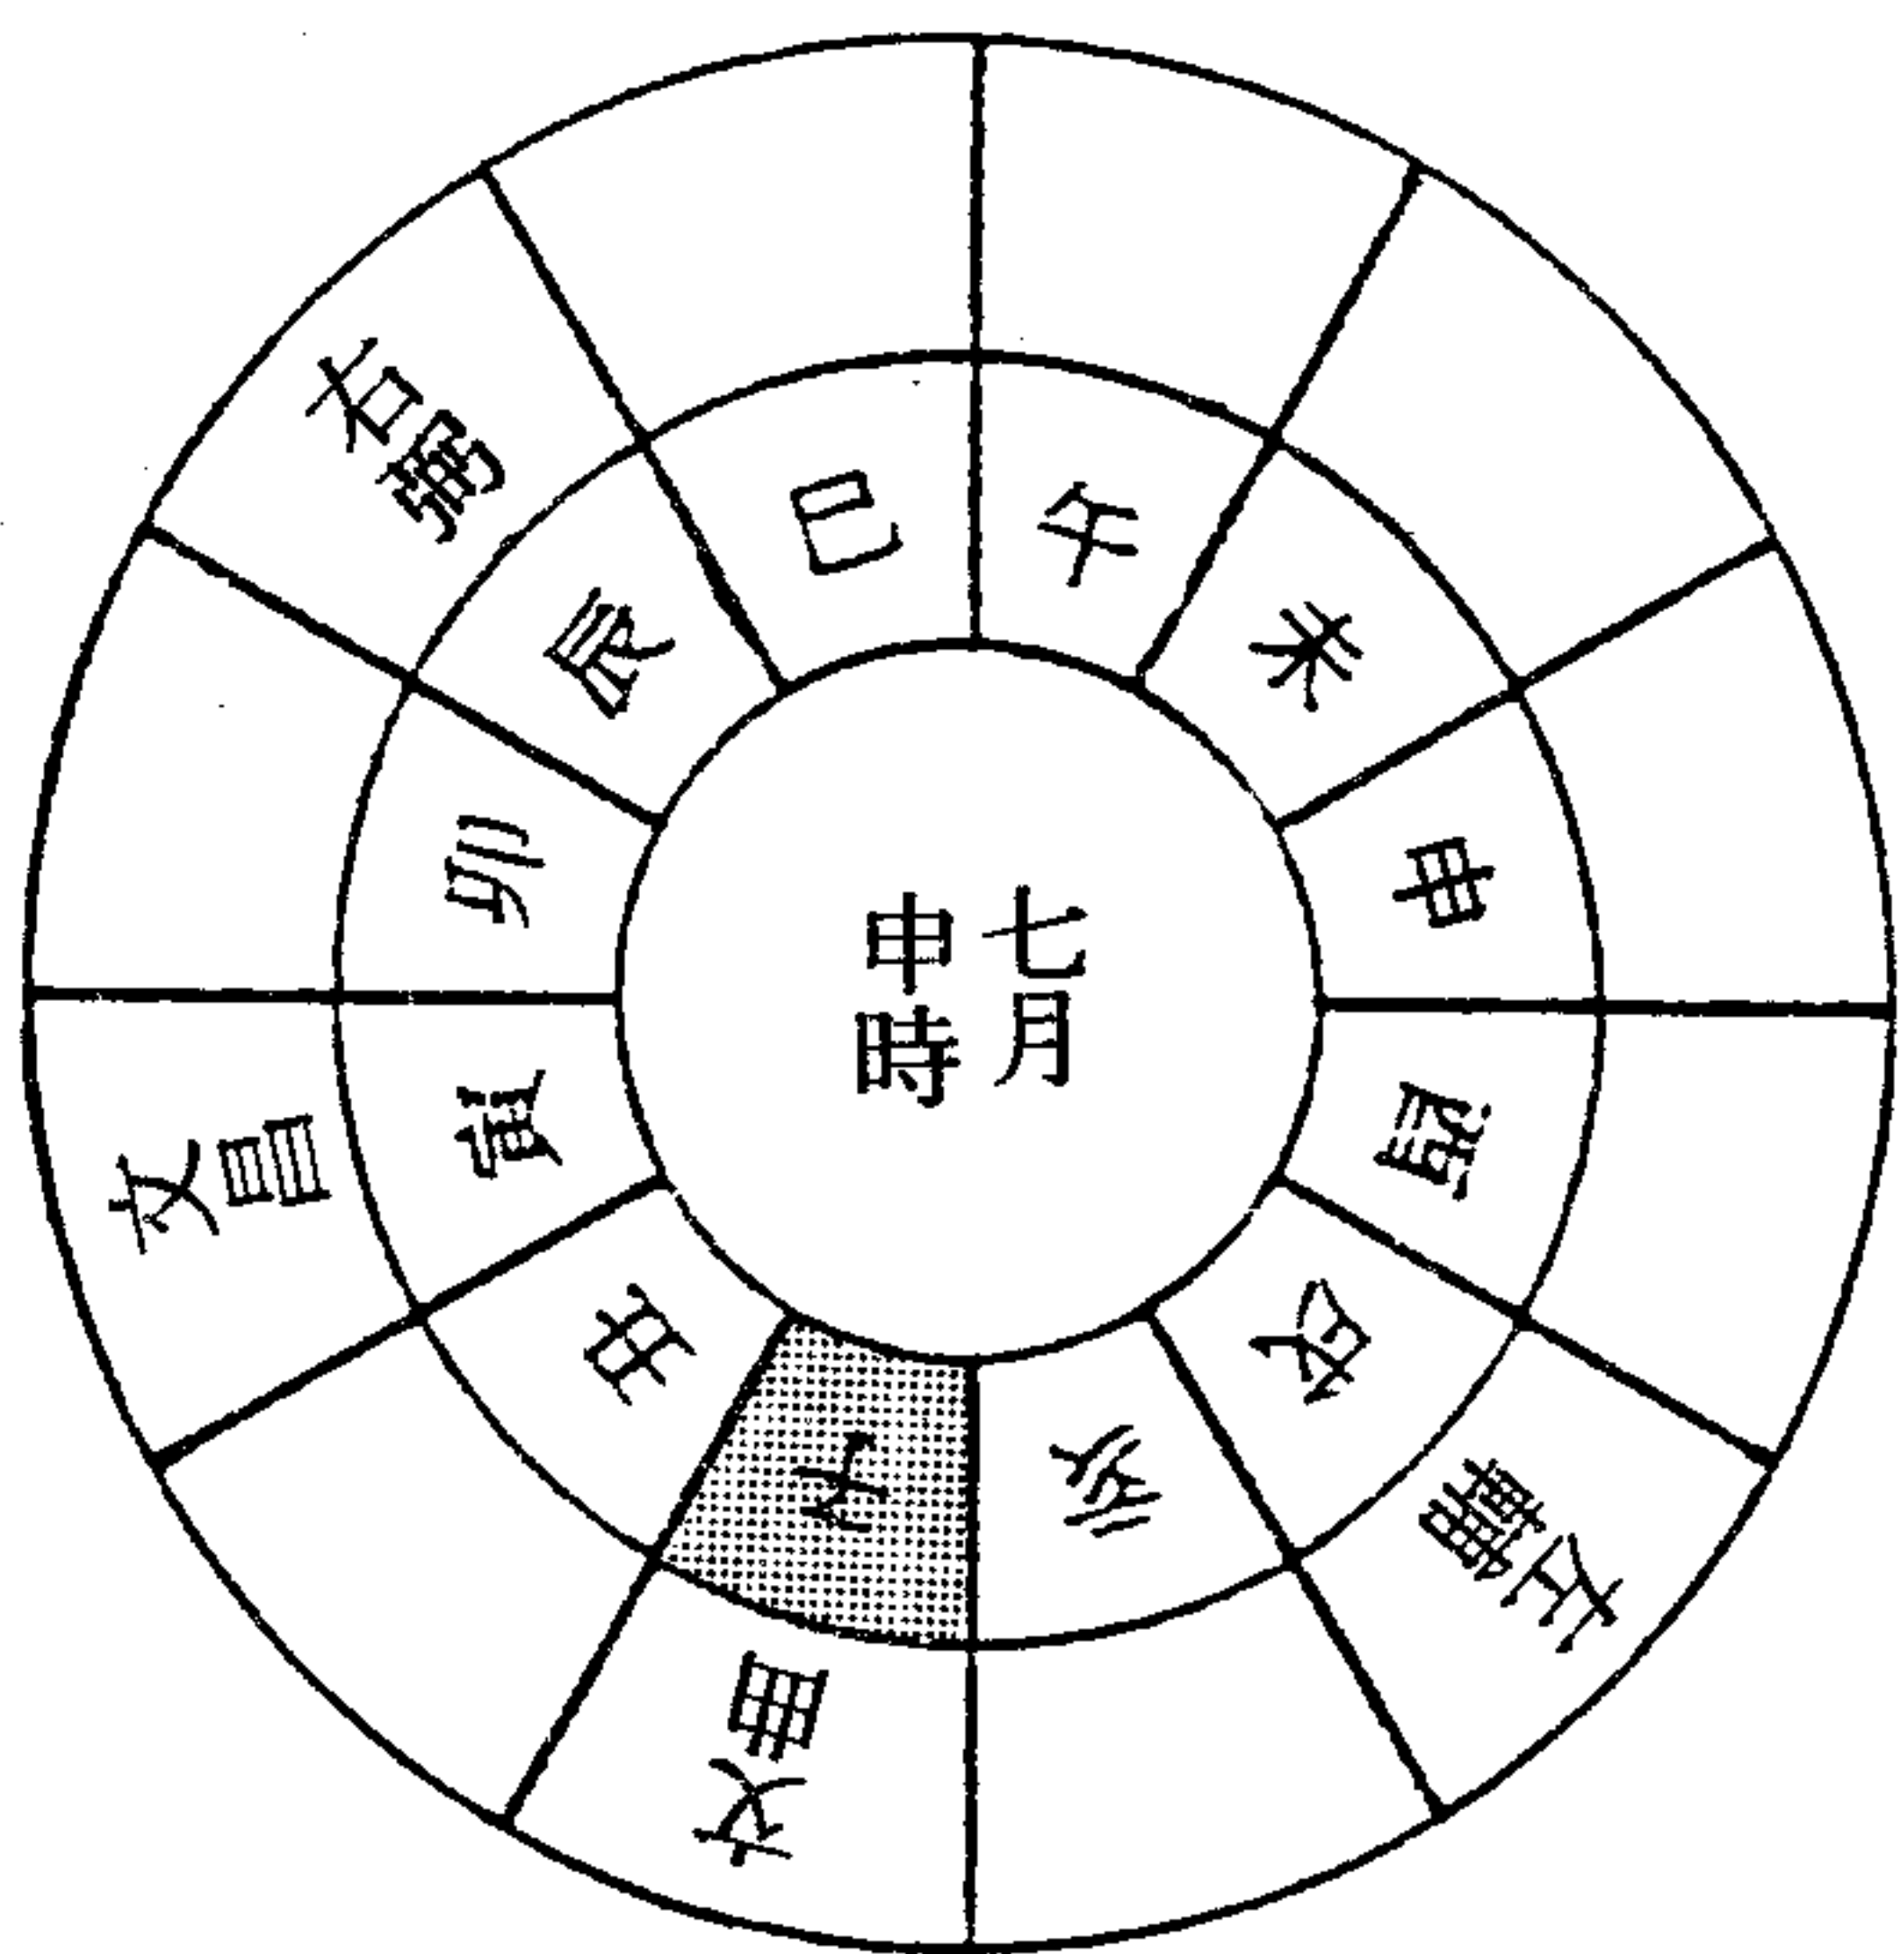 七月
申時
子
丑
寅
卯
辰
巳
午
未
申
酉
戌
亥
文曲
文昌
右弼
左輔